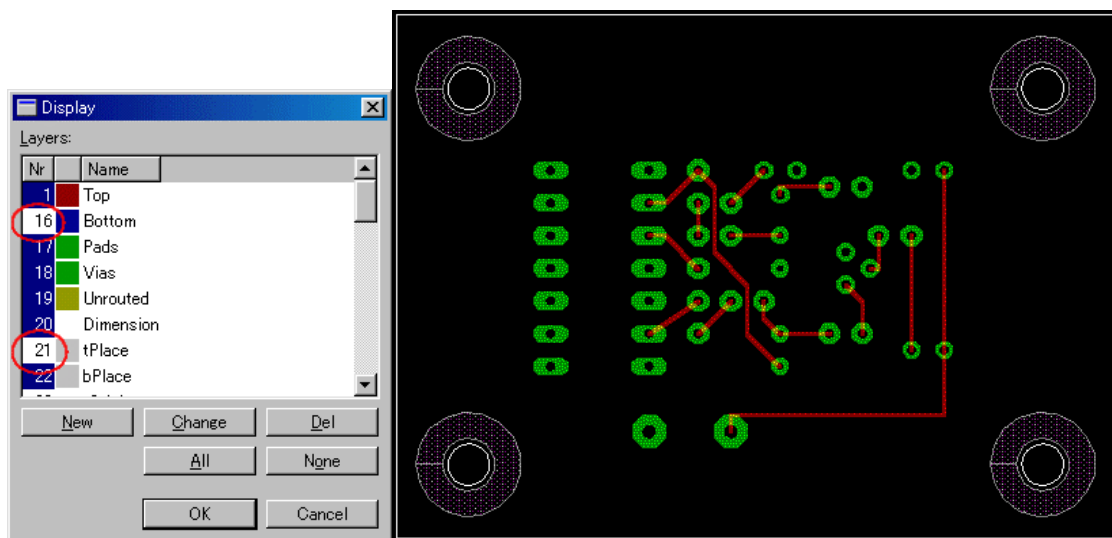 Display
Layers:
Nr Name
1 Top
16 Bottom
17 Pads
18 Vias
19 Unrouted
20 Dimension
21 tPlace
22 bPlace
New Change Del
All None
OK Cancel